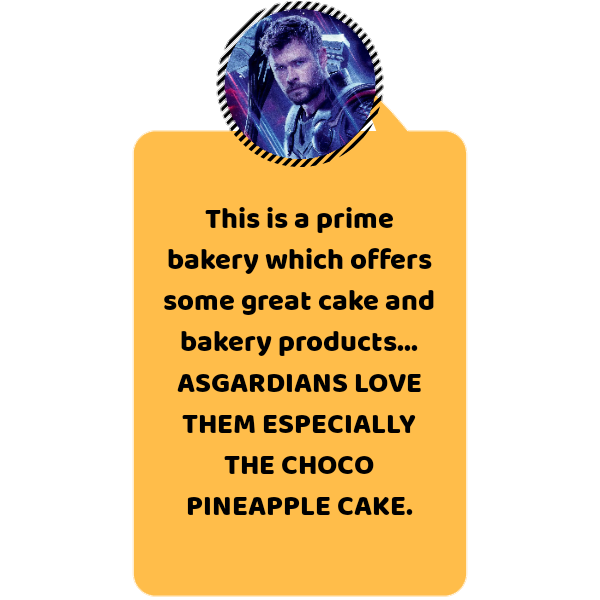 This is a prime
bakery which offers
some great cake and
bakery products...
ASGARDIANS LOVE
THEM ESPECIALLY
THE CHOCO
PINEAPPLE CAKE.